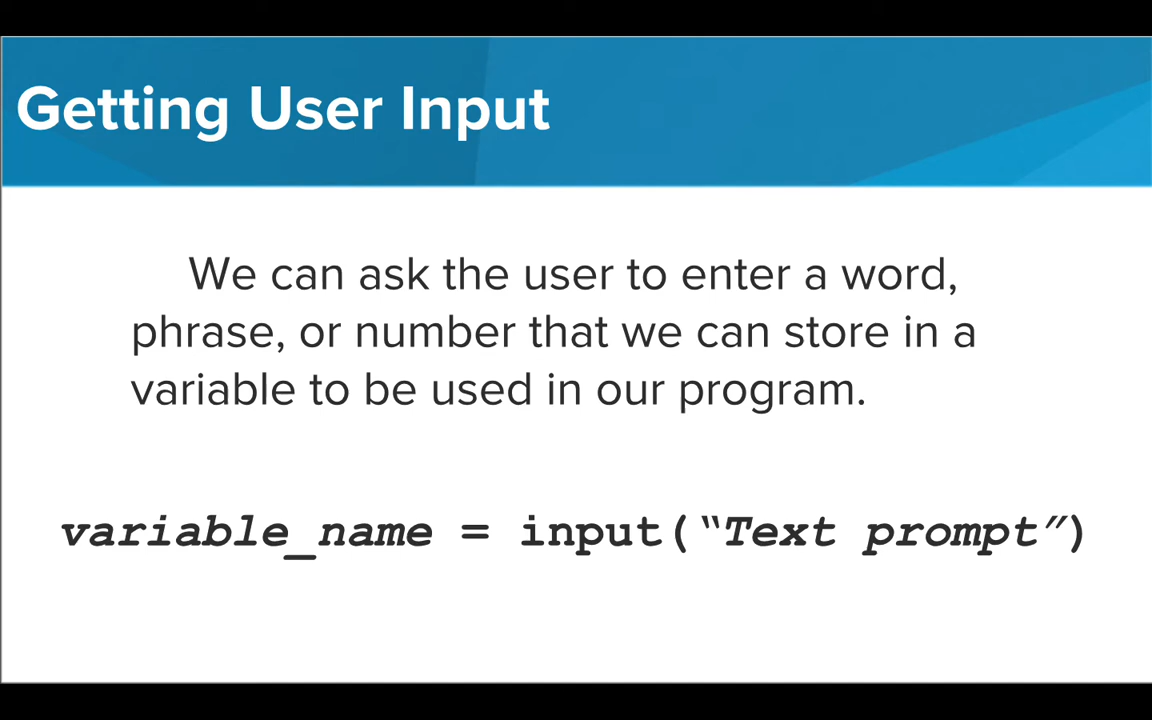 Getting User Input
We can ask the user to enter a word,
phrase, or number that we can store in a
variable to be used in our program.
variable_name = input(“Text prompt”)